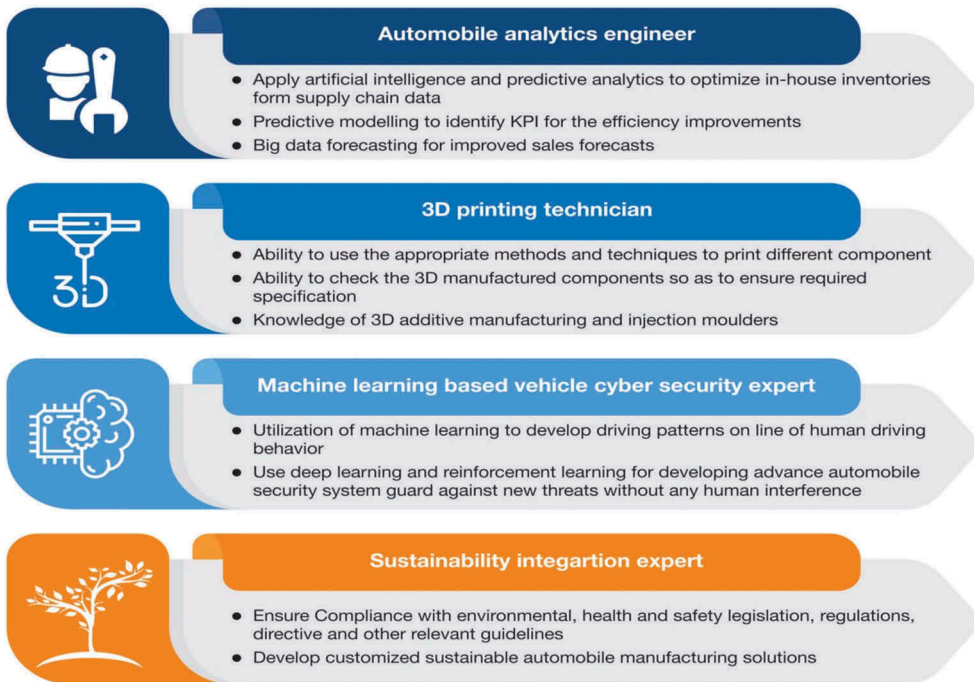 Automobile analytics engineer
● Apply artificial intelligence and predictive analytics to optimize in-house inventories
form supply chain data
● Predictive modelling to identify KPI for the efficiency improvements
● Big data forecasting for improved sales forecasts
3D printing technician
3D
● Ability to use the appropriate methods and techniques to print different component
● Ability to check the 3D manufactured components so as to ensure required
specification
● Knowledge of 3D additive manufacturing and injection moulders
Machine learning based vehicle cyber security expert
● Utilization of machine learning to develop driving patterns on line of human driving
behavior
● Use deep learning and reinforcement learning for developing advance automobile
security system guard against new threats without any human interference
Sustainability integartion expert
● Ensure Compliance with environmental, health and safety legislation, regulations,
directive and other relevant guidelines
● Develop customized sustainable automobile manufacturing solutions